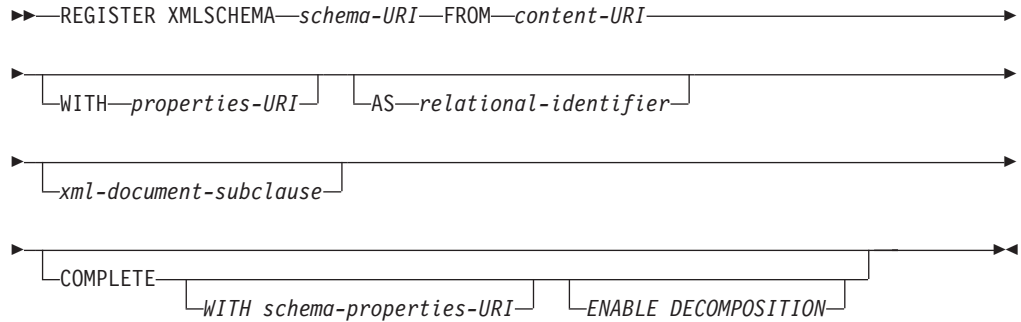 REGISTER XMLSCHEMA schema-URI FROM content-URI
WITH properties-URI AS relational-identifier
xml-document-subclause
COMPLETE
WITH schema-properties-URI ENABLE DECOMPOSITION